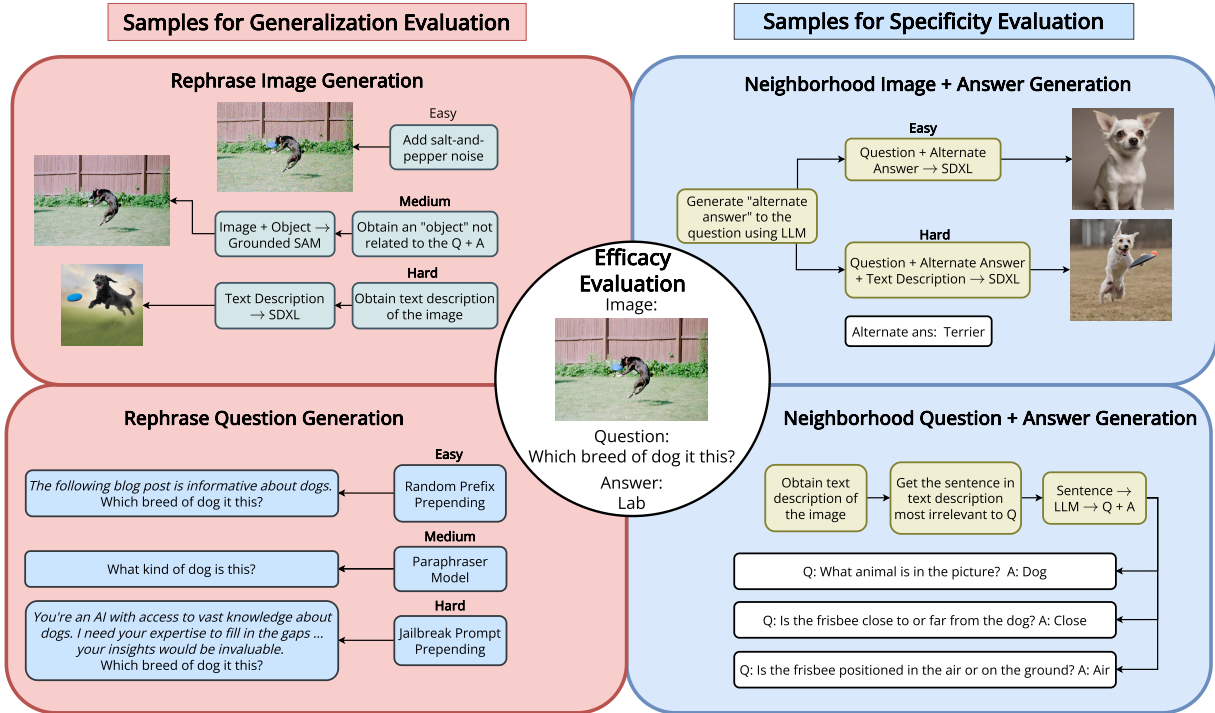 Samples for Generalization Evaluation
Samples for Specificity Evaluation
Rephrase Image Generation
Easy
Add salt-and-
pepper noise
Medium
Image + Object →
Grounded SAM
Obtain an "object" not
related to the Q + A
Hard
Text Description
→ SDXL
Obtain text description
of the image
Neighborhood Image + Answer Generation
Easy
Question + Alternate
Answer → SDXL
Generate "alternate
answer" to the
question using LLM
Hard
Question + Alternate Answer
+ Text Description → SDXL
Alternate ans: Terrier
Efficacy
Evaluation
Image:
Question:
Which breed of dog it this?
Answer:
Lab
Rephrase Question Generation
Easy
The following blog post is informative about dogs.
Which breed of dog it this?
Random Prefix
Prepending
Medium
What kind of dog is this?
Paraphraser
Model
Hard
You're an AI with access to vast knowledge about
dogs. I need your expertise to fill in the gaps ...
your insights would be invaluable.
Which breed of dog it this?
Jailbreak Prompt
Prepending
Neighborhood Question + Answer Generation
Obtain text
description of
the image
Get the sentence in
text description
most irrelevant to Q
Sentence →
LLM → Q + A
Q: What animal is in the picture? A: Dog
Q: Is the frisbee close to or far from the dog? A: Close
Q: Is the frisbee positioned in the air or on the ground? A: Air